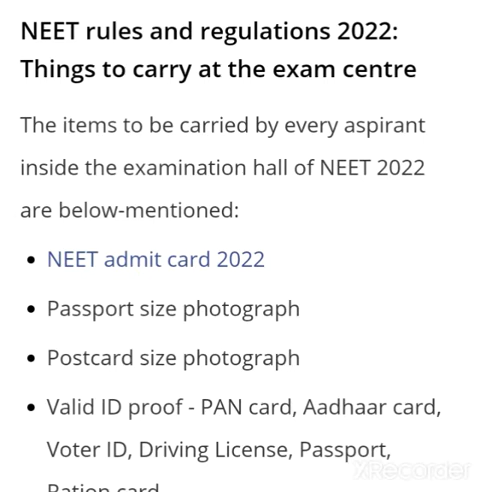 NEET rules and regulations 2022:
Things to carry at the exam centre
The items to be carried by every aspirant
inside the examination hall of NEET 2022
are below-mentioned:
• NEET admit card 2022
• Passport size photograph
• Postcard size photograph
• Valid ID proof - PAN card, Aadhaar card,
Voter ID, Driving License, Passport,
Ration card
XRecorder